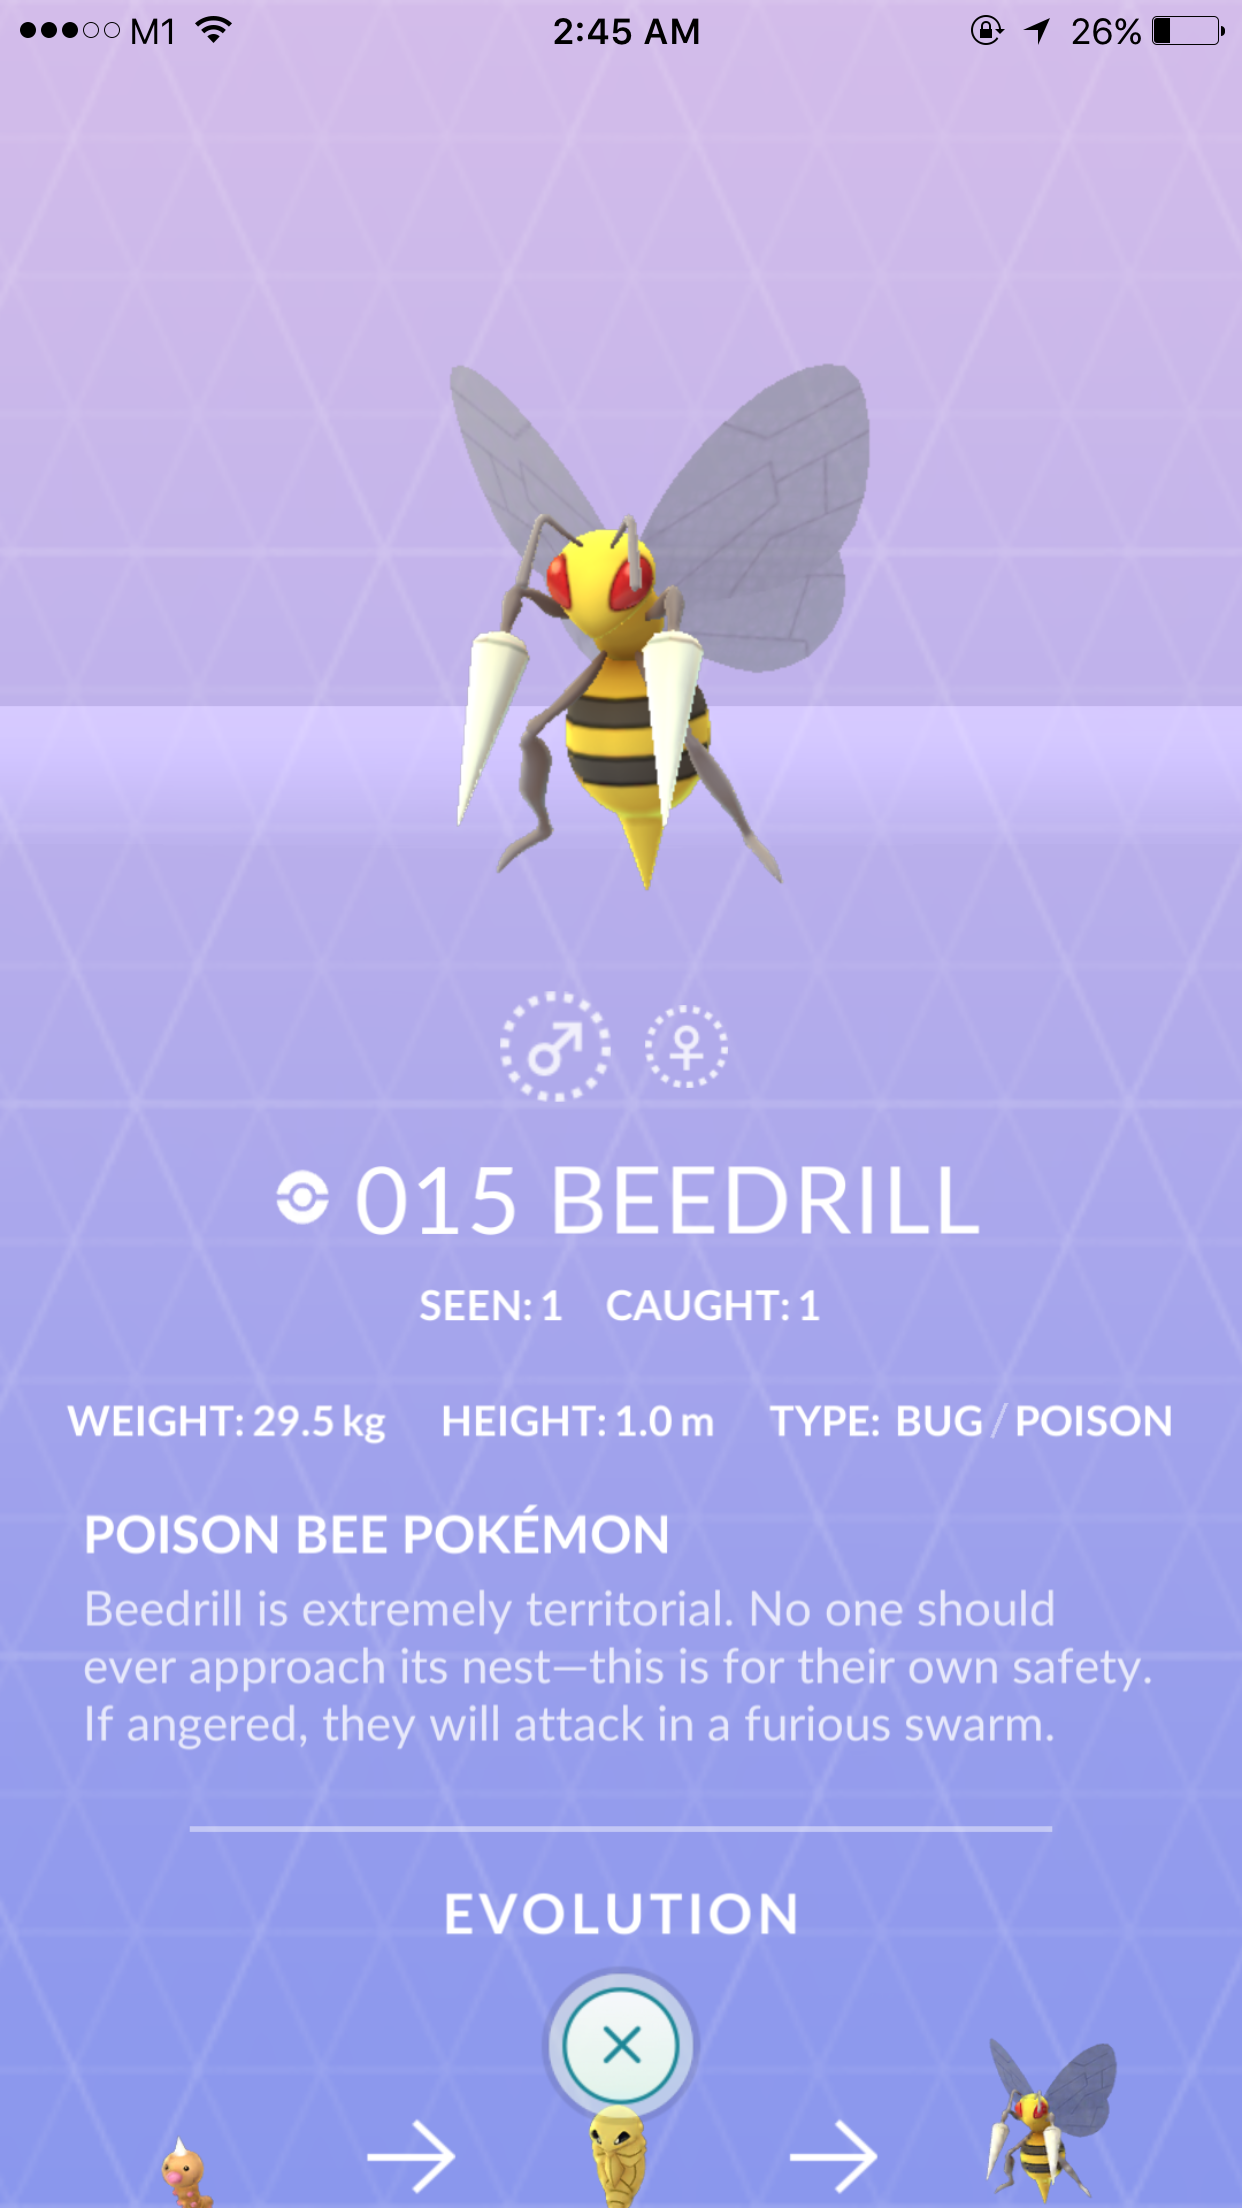 M1 2:45 AM 26%
015 BEEDRILL
SEEN: 1 CAUGHT: 1
WEIGHT: 29.5 kg HEIGHT: 1.0 m TYPE: BUG / POISON
POISON BEE POKÉMON
Beedrill is extremely territorial. No one should
ever approach its nest—this is for their own safety.
If angered, they will attack in a furious swarm.
EVOLUTION